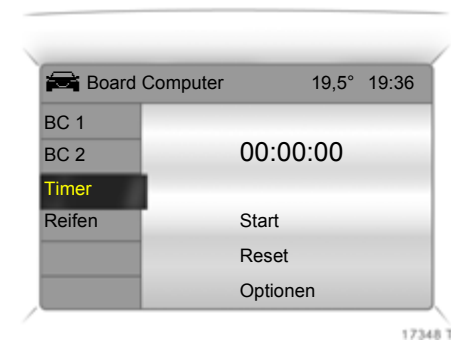 Board Computer 19,5° 19:36
BC 1
BC 2
00:00:00
Timer
Reifen
Start
Reset
Optionen
17348 T